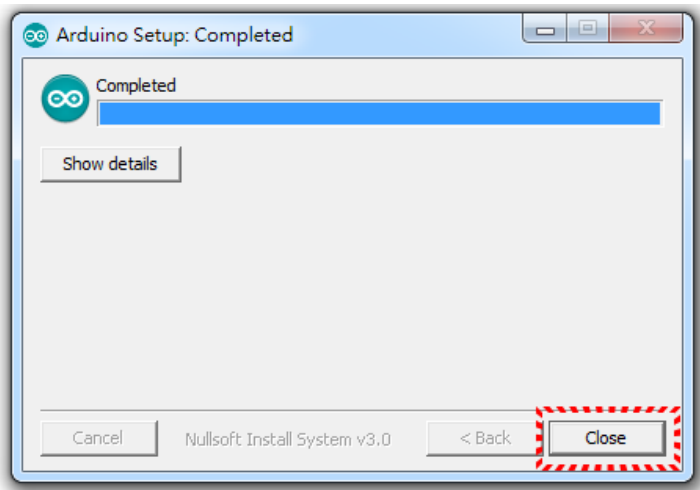 Arduino Setup: Completed
Completed
Show details
Cancel
Nullsoft Install System v3.0
< Back
Close